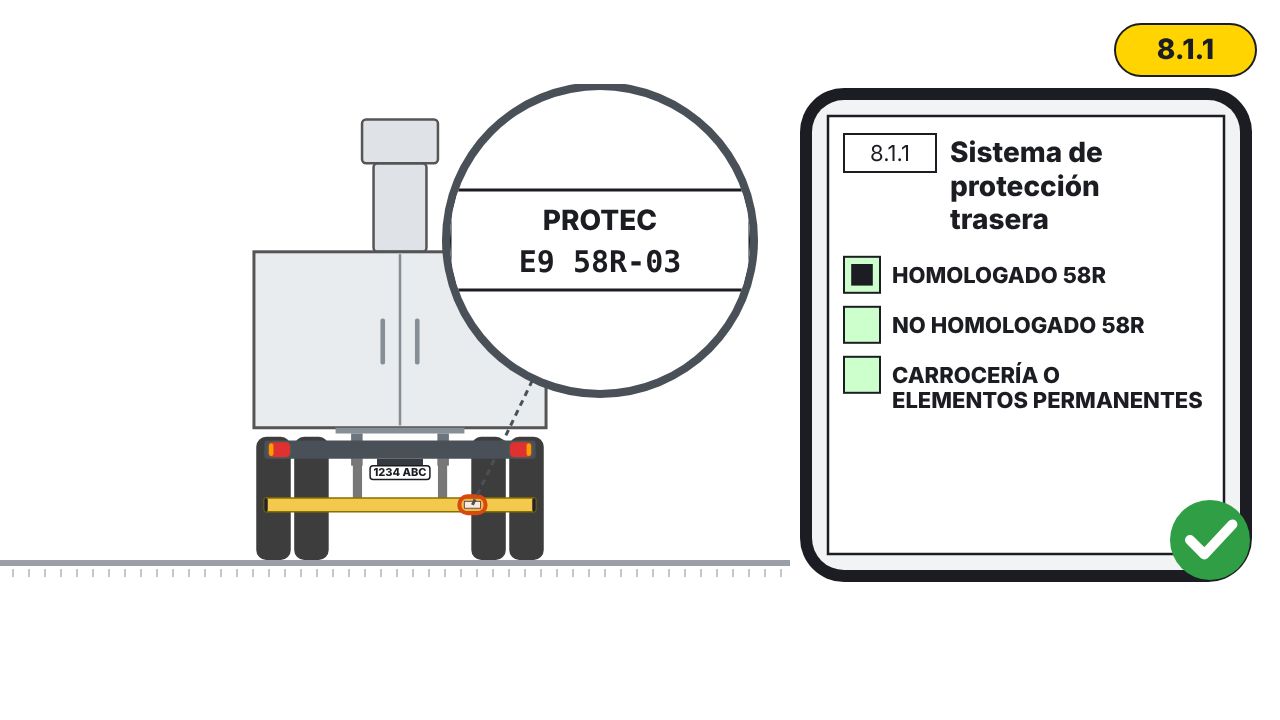 8.1.1
PROTEC
E9 58R-03
1234 ABC
8.1.1
Sistema de
protección
trasera
HOMOLOGADO 58R
NO HOMOLOGADO 58R
CARROCERÍA O
ELEMENTOS PERMANENTES